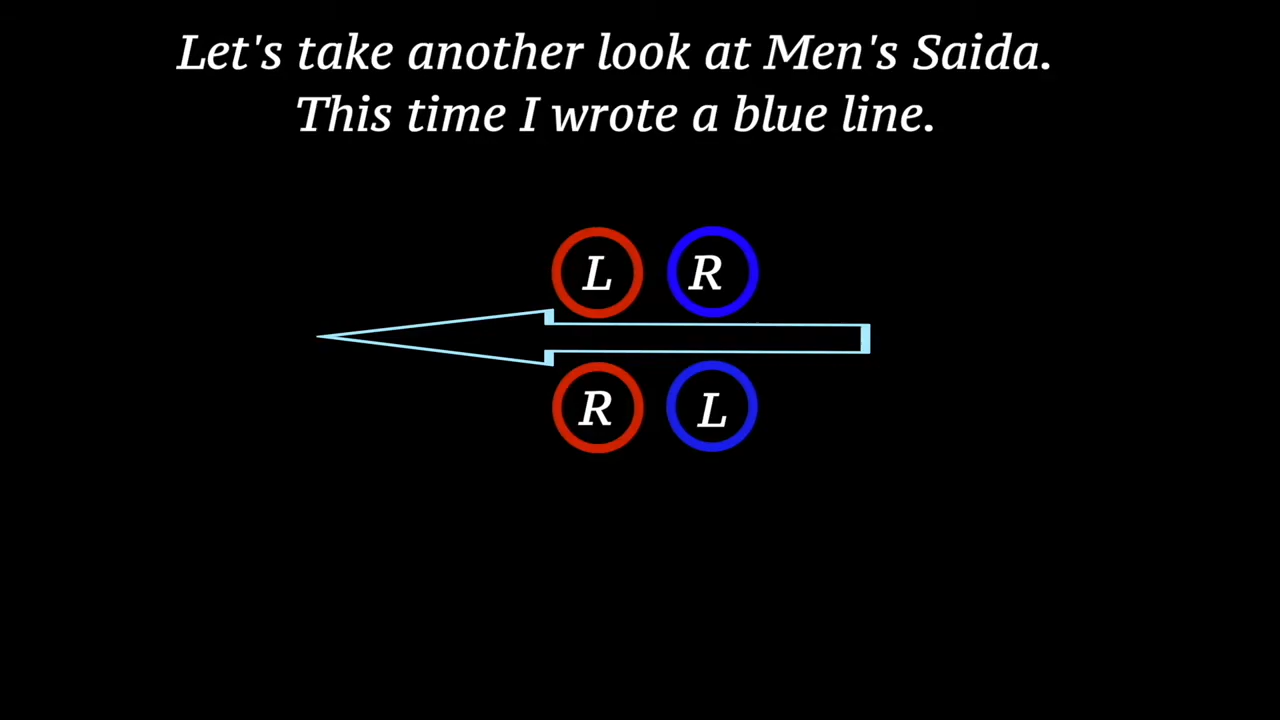 Let's take another look at Men's Saida.
This time I wrote a blue line.
L R
R L